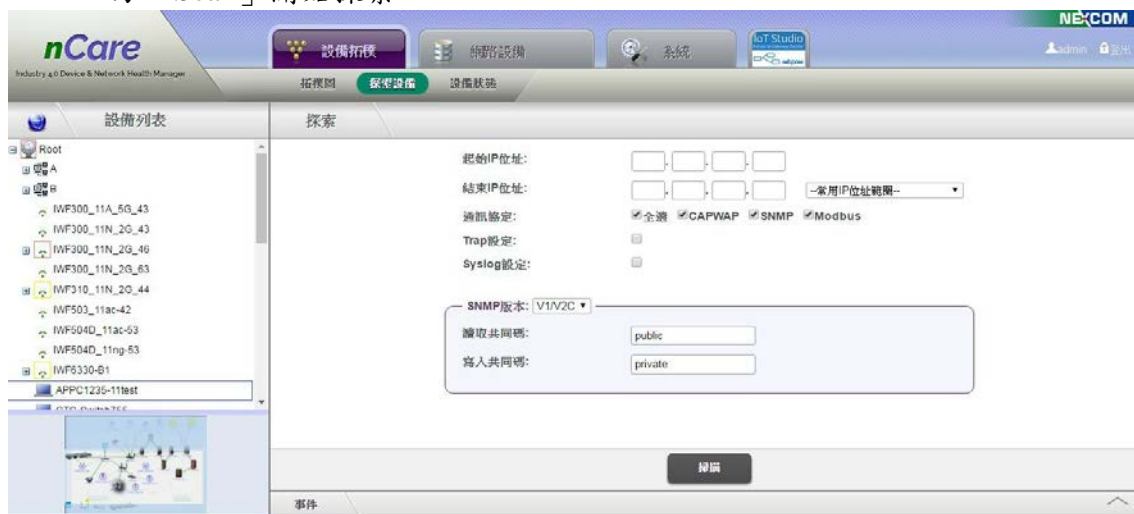 NEXCOM
nCare
Industry 4.0 Device & Network Health Manager
設備拓樸
網路設備
系統
IoT Studio
admin
登出
拓樸圖
探索設備
設備狀態
設備列表
探索
Root
A
B
IWF300_11A_5G_43
IWF300_11N_2G_43
IWF300_11N_2G_46
IWF300_11N_2G_63
IWF310_11N_2G_44
IWF503_11ac-42
IWF504D_11ac-53
IWF504D_11ng-53
IWF6330-B1
APPC1235-11test
起始IP位址:
結束IP位址:
--常用IP位址範圍--
通訊協定:
全選 CAPWAP SNMP Modbus
Trap設定:
Syslog設定:
SNMP版本: V1/V2C
讀取共同碼:
public
寫入共同碼:
private
掃描
事件